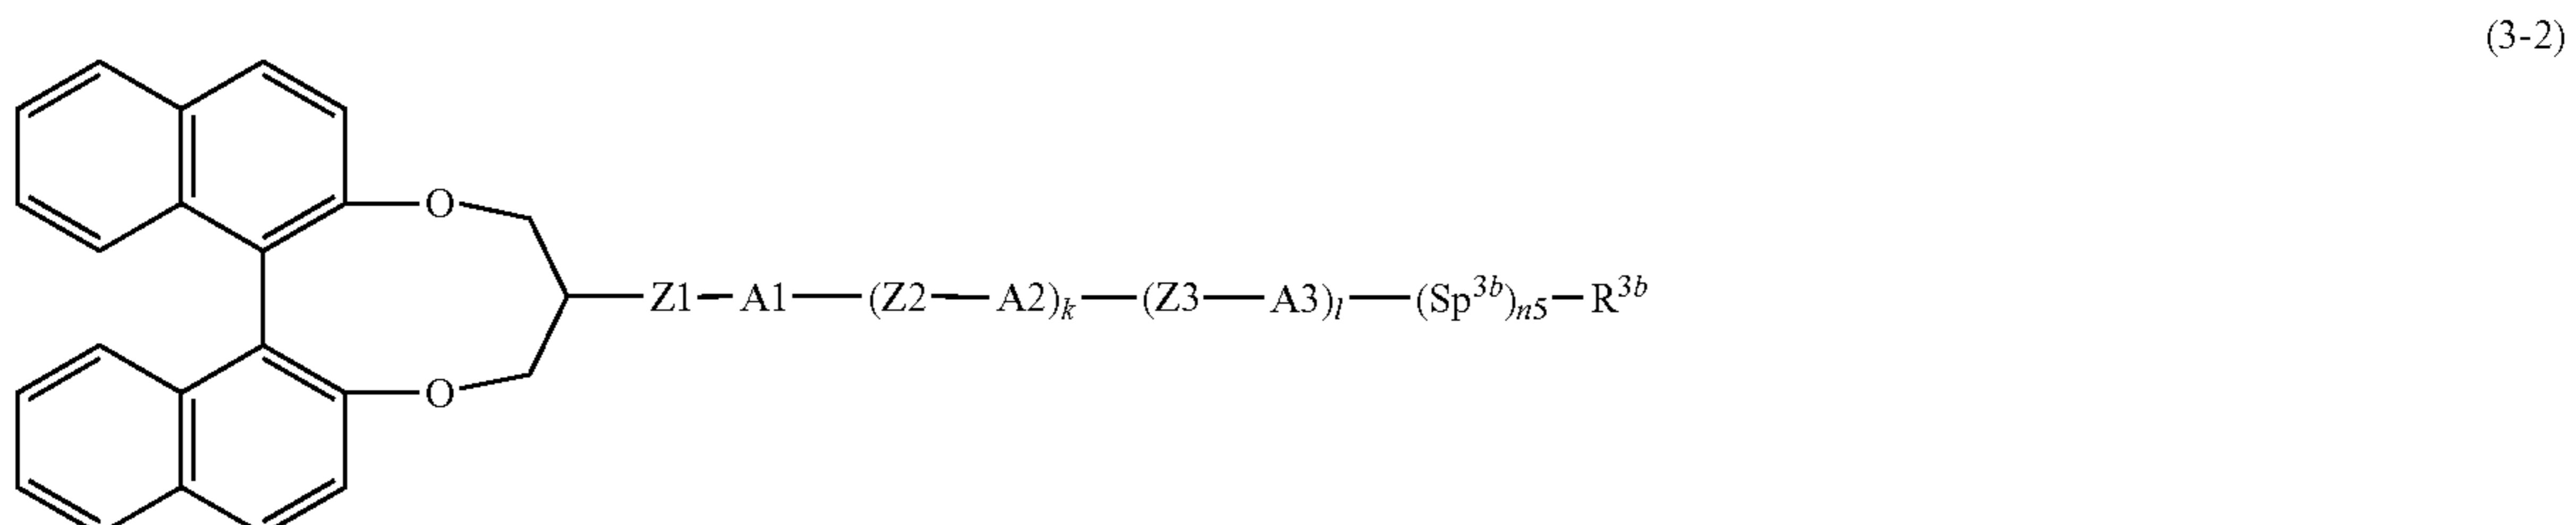 (3-2)
O
Z1—A1—(Z2—A2)k—(Z3—A3)l—(Sp3b)n5—R3b
O